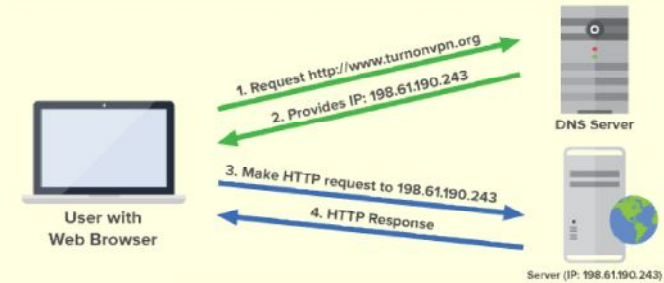 1. Request http://www.turnonvpn.org
2. Provides IP: 198.61.190.243
DNS Server
3. Make HTTP request to 198.61.190.243
4. HTTP Response
User with
Web Browser
Server (IP: 198.61.190.243)